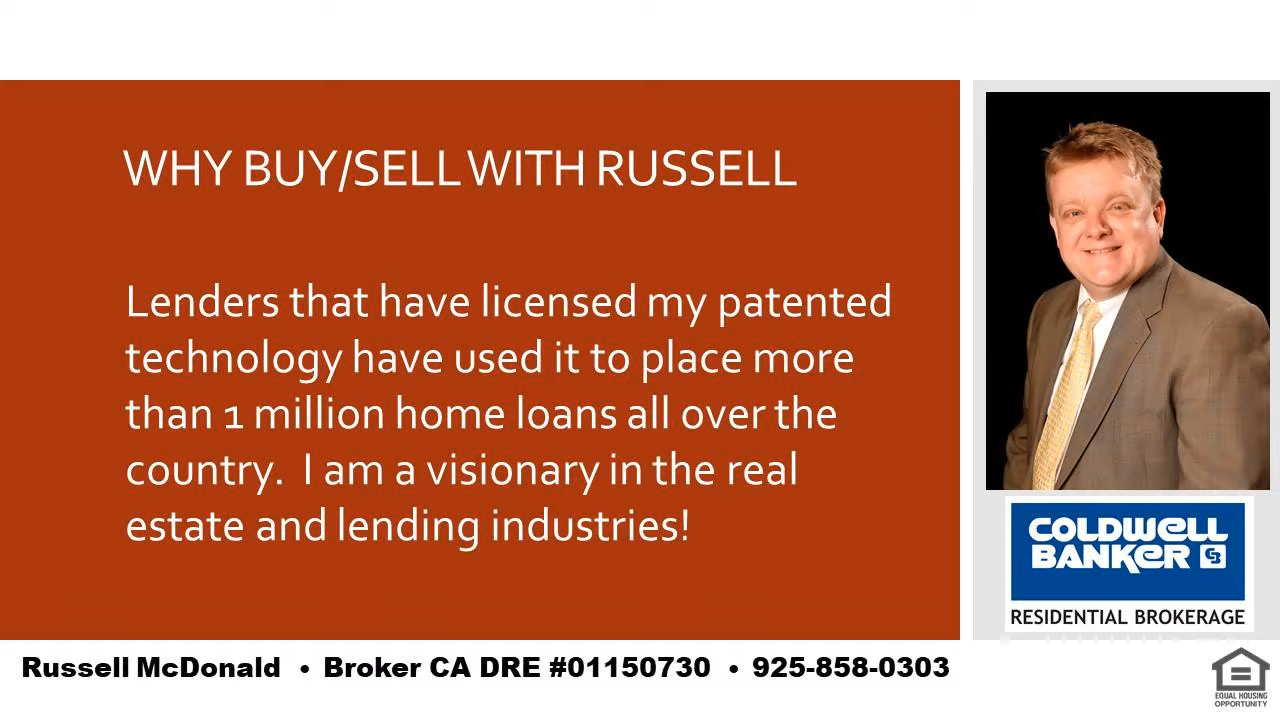 WHY BUY/SELL WITH RUSSELL
Lenders that have licensed my patented
technology have used it to place more
than 1 million home loans all over the
country.  I am a visionary in the real
estate and lending industries!
COLDWELL
BANKER CB
RESIDENTIAL BROKERAGE
Russell McDonald • Broker CA DRE #01150730 • 925-858-0303
EQUAL HOUSING
OPPORTUNITY